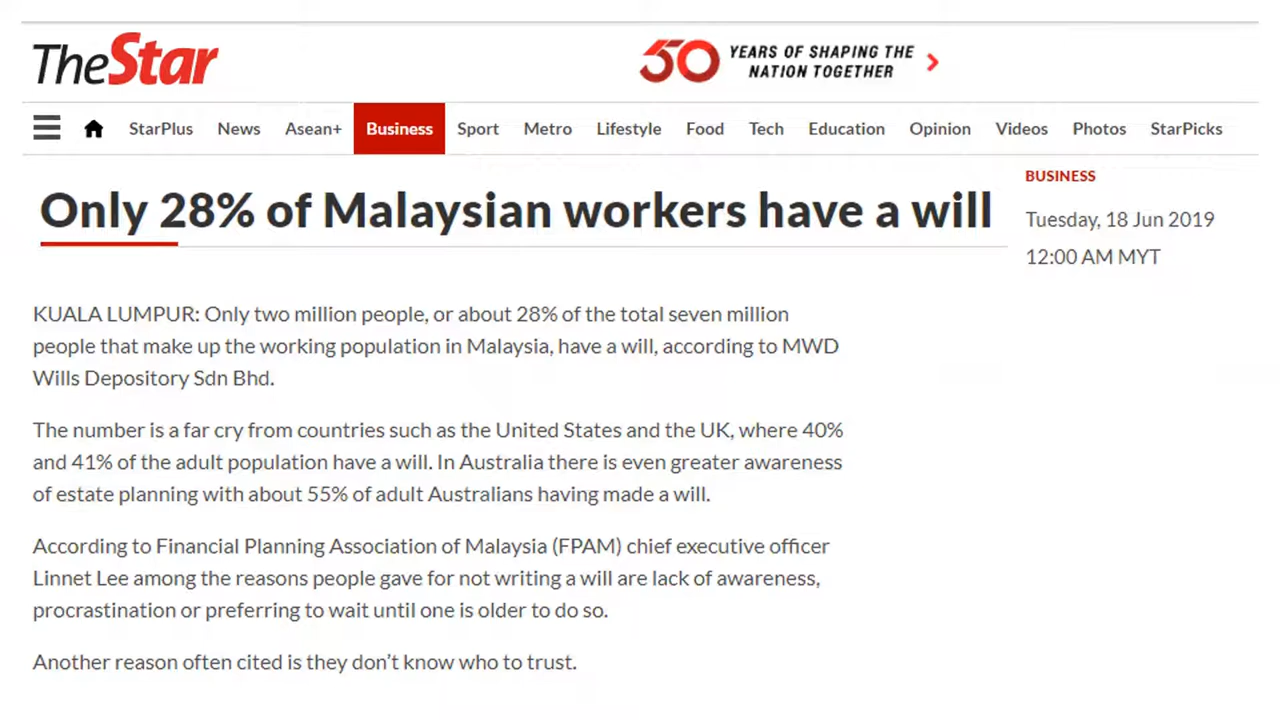 TheStar
50 YEARS OF SHAPING THE
NATION TOGETHER
StarPlus News Asean+ Business Sport Metro Lifestyle Food Tech Education Opinion Videos Photos StarPicks
Only 28% of Malaysian workers have a will
BUSINESS
Tuesday, 18 Jun 2019
12:00 AM MYT
KUALA LUMPUR: Only two million people, or about 28% of the total seven million
people that make up the working population in Malaysia, have a will, according to MWD
Wills Depository Sdn Bhd.
The number is a far cry from countries such as the United States and the UK, where 40%
and 41% of the adult population have a will. In Australia there is even greater awareness
of estate planning with about 55% of adult Australians having made a will.
According to Financial Planning Association of Malaysia (FPAM) chief executive officer
Linnet Lee among the reasons people gave for not writing a will are lack of awareness,
procrastination or preferring to wait until one is older to do so.
Another reason often cited is they don’t know who to trust.